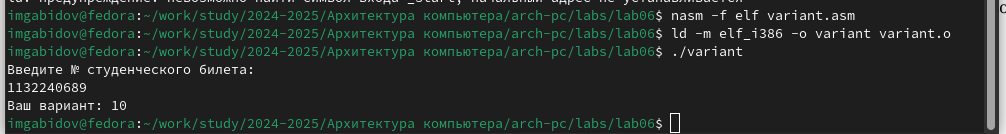 ld: предупреждение: невозможно найти символ входа _start; начальный адрес не устанавливается
imgabidov@fedora:~/work/study/2024-2025/Архитектура компьютера/arch-pc/labs/lab06$ nasm -f elf variant.asm
imgabidov@fedora:~/work/study/2024-2025/Архитектура компьютера/arch-pc/labs/lab06$ ld -m elf_i386 -o variant variant.o
imgabidov@fedora:~/work/study/2024-2025/Архитектура компьютера/arch-pc/labs/lab06$ ./variant
Введите № студенческого билета:
1132240689
Ваш вариант: 10
imgabidov@fedora:~/work/study/2024-2025/Архитектура компьютера/arch-pc/labs/lab06$